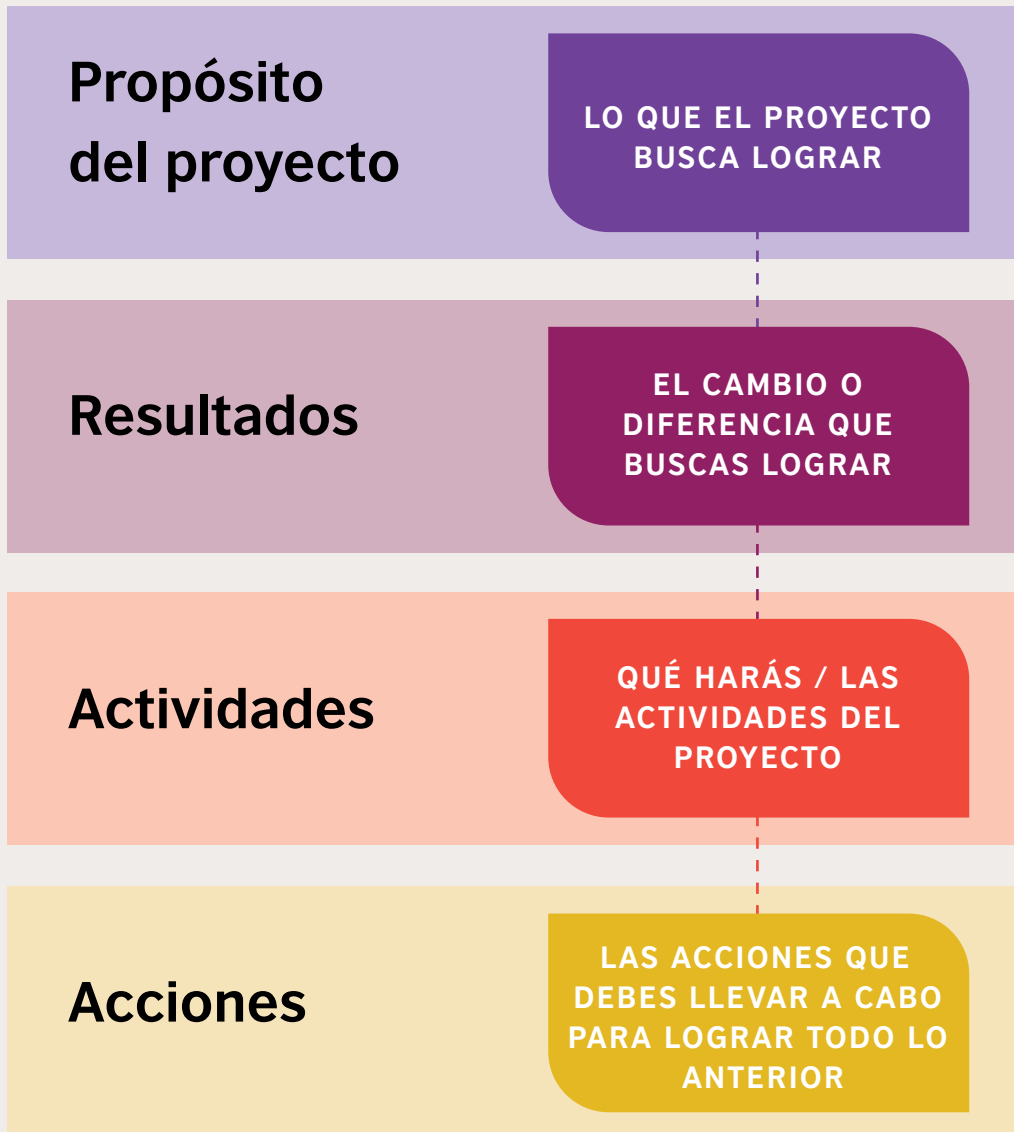 Propósito
del proyecto
LO QUE EL PROYECTO
BUSCA LOGRAR
Resultados
EL CAMBIO O
DIFERENCIA QUE
BUSCAS LOGRAR
Actividades
QUÉ HARÁS / LAS
ACTIVIDADES DEL
PROYECTO
Acciones
LAS ACCIONES QUE
DEBES LLEVAR A CABO
PARA LOGRAR TODO LO
ANTERIOR